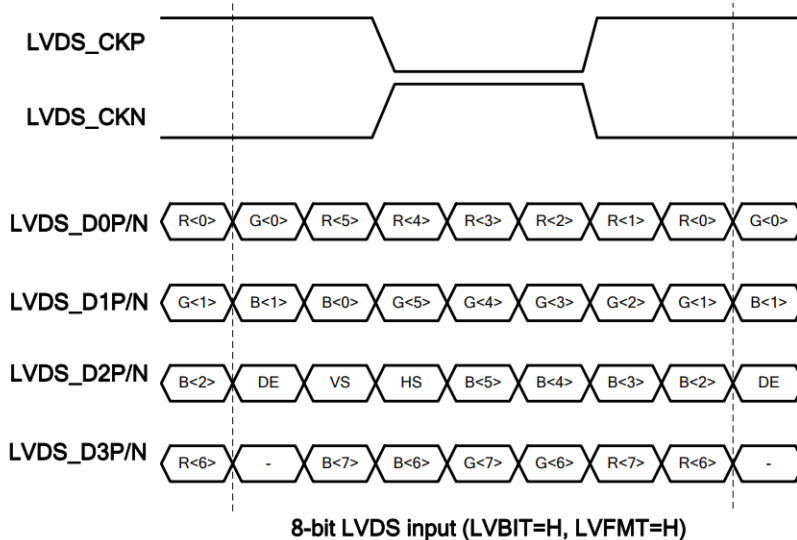 LVDS_CKP
LVDS_CKN
LVDS_D0P/N R<0> G<0> R<5> R<4> R<3> R<2> R<1> R<0> G<0>
LVDS_D1P/N G<1> B<1> B<0> G<5> G<4> G<3> G<2> G<1> B<1>
LVDS_D2P/N B<2> DE VS HS B<5> B<4> B<3> B<2> DE
LVDS_D3P/N R<6> - B<7> B<6> G<7> G<6> R<7> R<6> -
8-bit LVDS input (LVBIT=H, LVFMT=H)